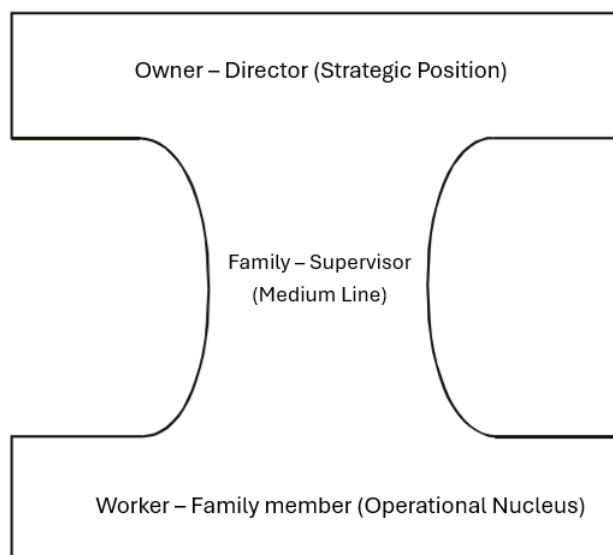 Owner – Director (Strategic Position)
Family – Supervisor
(Medium Line)
Worker – Family member (Operational Nucleus)